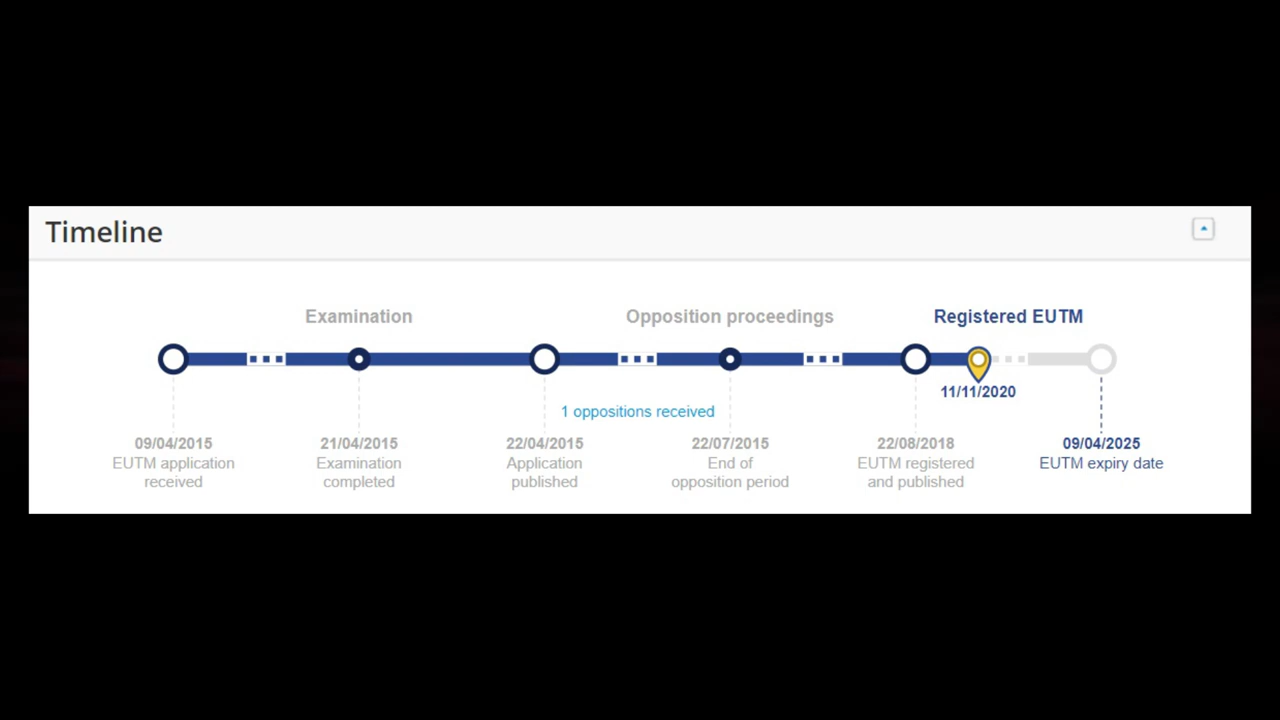 Timeline
Examination
Opposition proceedings
Registered EUTM
11/11/2020
1 oppositions received
09/04/2015
EUTM application
received
21/04/2015
Examination
completed
22/04/2015
Application
published
22/07/2015
End of
opposition period
22/08/2018
EUTM registered
and published
09/04/2025
EUTM expiry date